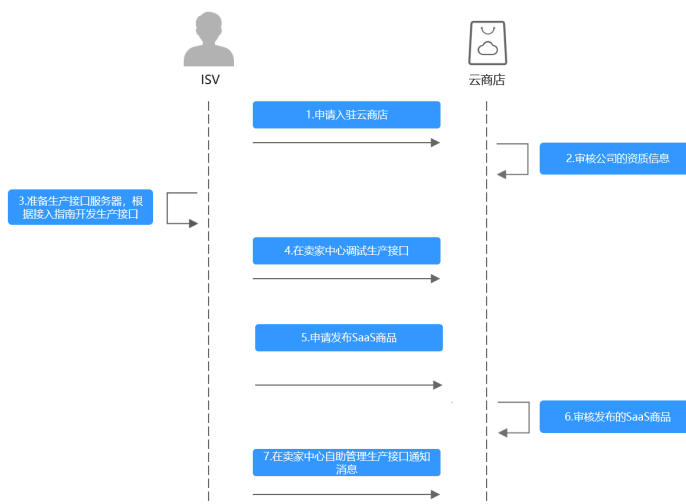 ISV
云商店
1.申请入驻云商店
2.审核公司的资质信息
3.准备生产接口服务器，根
据接入指南开发生产接口
4.在卖家中心调试生产接口
5.申请发布SaaS商品
6.审核发布的SaaS商品
7.在卖家中心自助管理生产接口通知
消息